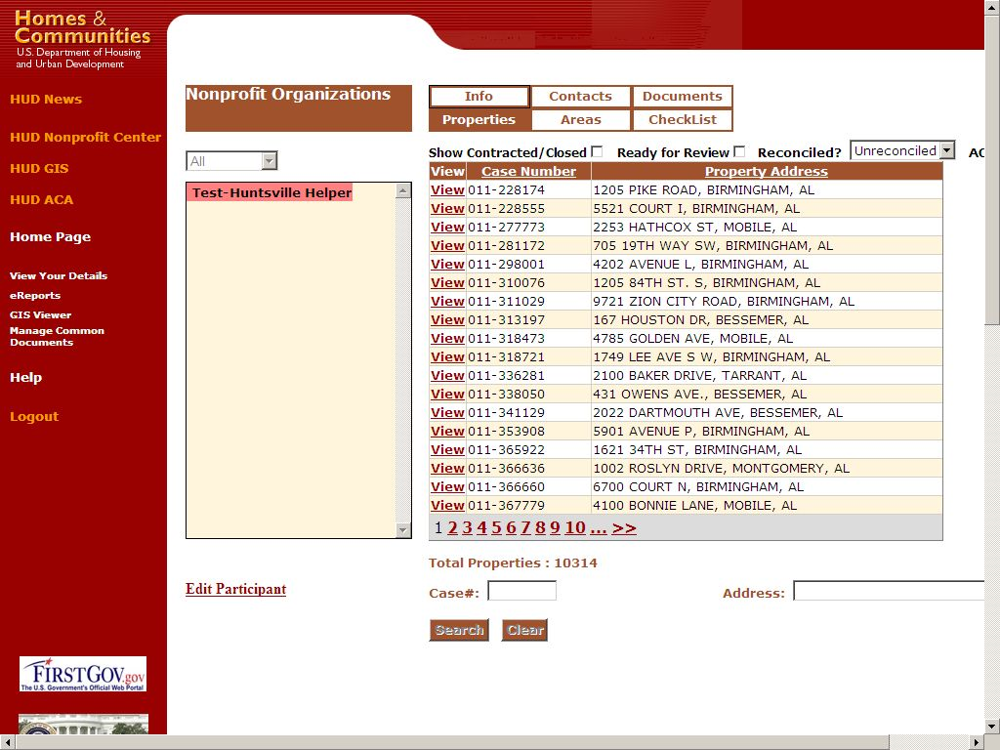 Homes &
Communities
U.S. Department of Housing
and Urban Development
HUD News
HUD Nonprofit Center
HUD GIS
HUD ACA
Home Page
View Your Details
eReports
GIS Viewer
Manage Common
Documents
Help
Logout
FIRSTGOV.gov
The U.S. Government's Official Web Portal
Nonprofit Organizations
All
Test-Huntsville Helper
Edit Participant
Info Contacts Documents
Properties Areas CheckList
Show Contracted/Closed Ready for Review Reconciled? Unreconciled AC
View Case Number Property Address
View 011-228174 1205 PIKE ROAD, BIRMINGHAM, AL
View 011-228555 5521 COURT I, BIRMINGHAM, AL
View 011-277773 2253 HATHCOX ST, MOBILE, AL
View 011-281172 705 19TH WAY SW, BIRMINGHAM, AL
View 011-298001 4202 AVENUE L, BIRMINGHAM, AL
View 011-310076 1205 84TH ST. S, BIRMINGHAM, AL
View 011-311029 9721 ZION CITY ROAD, BIRMINGHAM, AL
View 011-313197 167 HOUSTON DR, BESSEMER, AL
View 011-318473 4785 GOLDEN AVE, MOBILE, AL
View 011-318721 1749 LEE AVE S W, BIRMINGHAM, AL
View 011-336281 2100 BAKER DRIVE, TARRANT, AL
View 011-338050 431 OWENS AVE., BESSEMER, AL
View 011-341129 2022 DARTMOUTH AVE, BESSEMER, AL
View 011-353908 5901 AVENUE P, BIRMINGHAM, AL
View 011-365922 1621 34TH ST, BIRMINGHAM, AL
View 011-366636 1002 ROSLYN DRIVE, MONTGOMERY, AL
View 011-366660 6700 COURT N, BIRMINGHAM, AL
View 011-367779 4100 BONNIE LANE, MOBILE, AL
1 2 3 4 5 6 7 8 9 10 ... >>
Total Properties : 10314
Case#: Address:
Search Clear